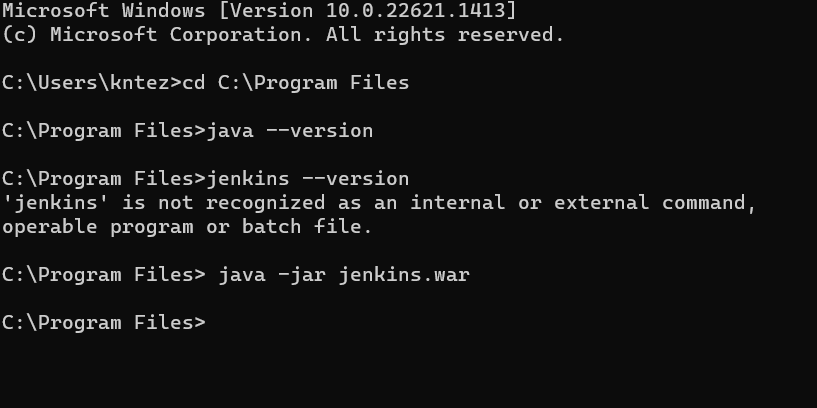 Microsoft Windows [Version 10.0.22621.1413]
(c) Microsoft Corporation. All rights reserved.
C:\Users\kntez>cd C:\Program Files
C:\Program Files>java --version
C:\Program Files>jenkins --version
'jenkins' is not recognized as an internal or external command,
operable program or batch file.
C:\Program Files> java -jar jenkins.war
C:\Program Files>